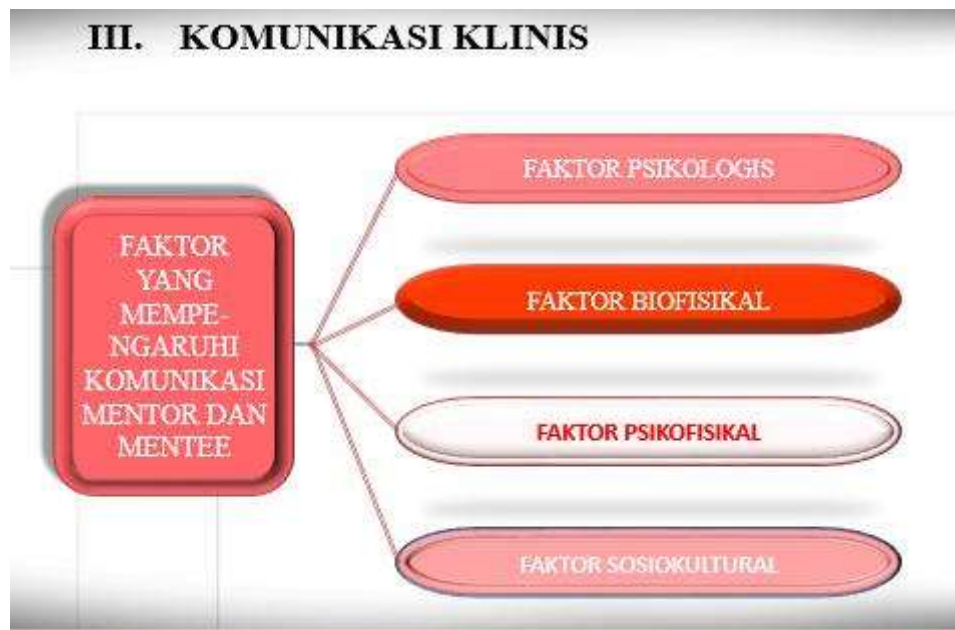 III. KOMUNIKASI KLINIS
FAKTOR
YANG
MEMPE-
NGARUHI
KOMUNIKASI
MENTOR DAN
MENTEE
FAKTOR PSIKOLOGIS
FAKTOR BIOFISIKAL
FAKTOR PSIKOFISIKAL
FAKTOR SOSIOKULTURAL